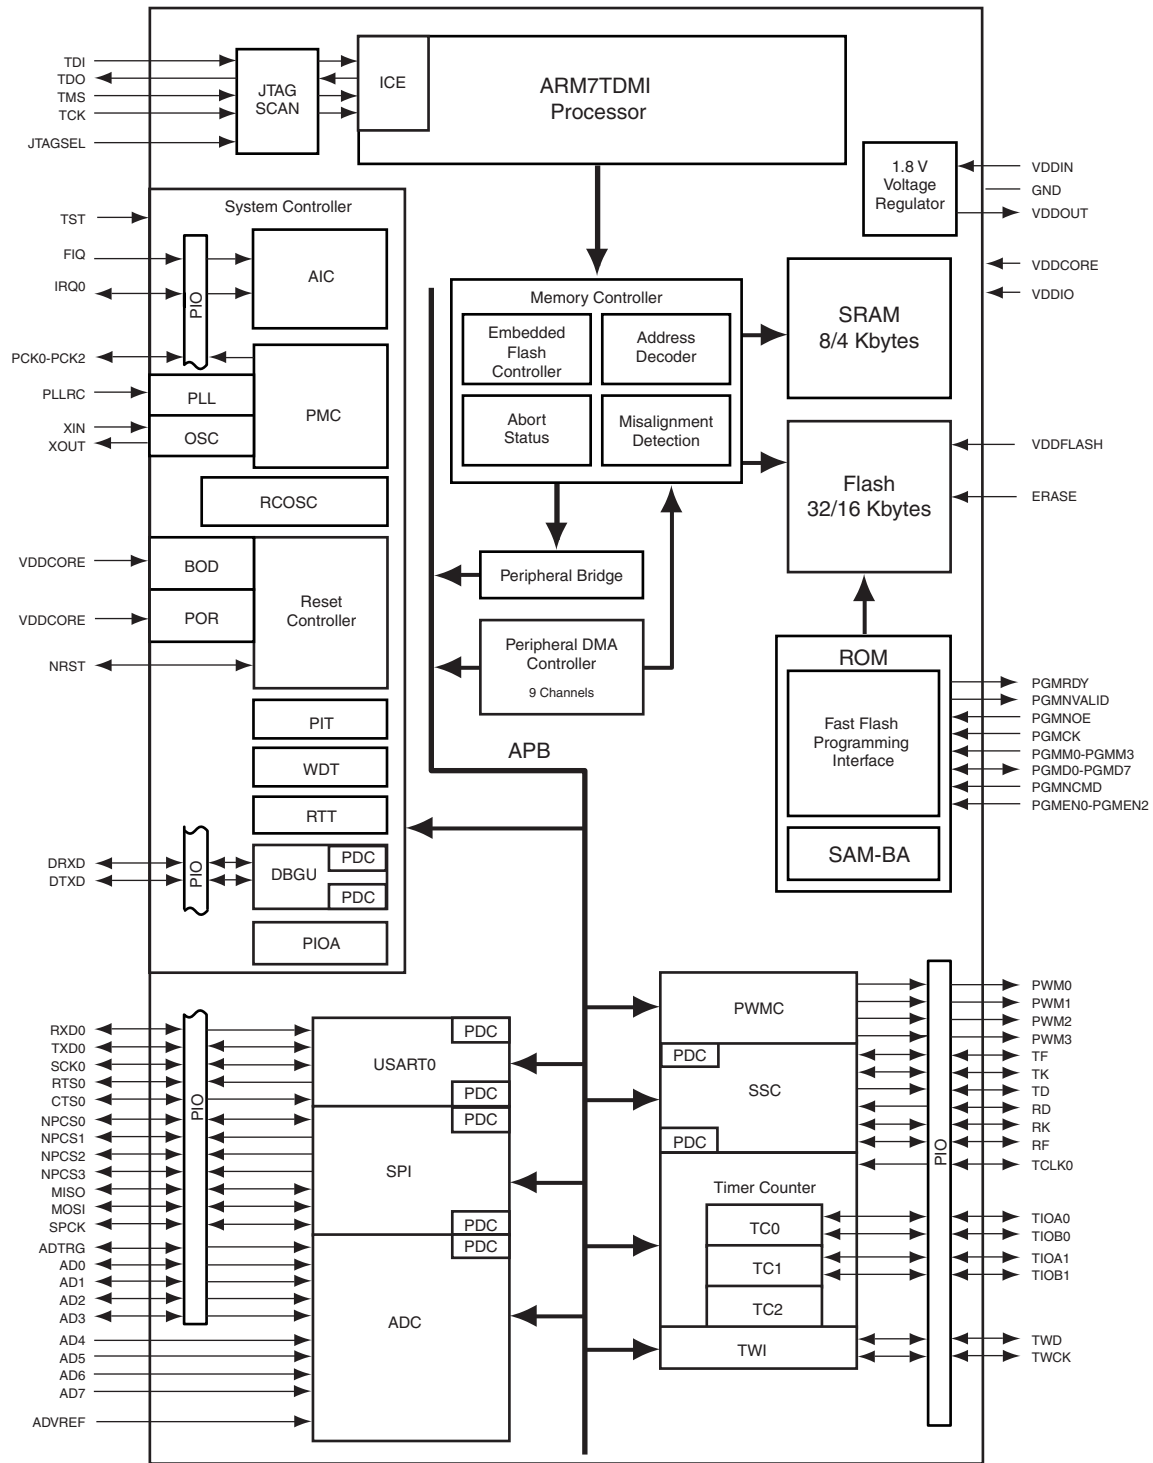 TDI
TDO
TMS
TCK
JTAGSEL
JTAG
SCAN
ICE
ARM7TDMI
Processor
1.8 V
Voltage
Regulator
VDDIN
GND
VDDOUT
VDDCORE
VDDIO
System Controller
TST
FIQ
IRQ0
PIO
AIC
PCK0-PCK2
PLLRC
XIN
XOUT
PLL
OSC
PMC
RCOSC
VDDCORE
BOD
VDDCORE
POR
NRST
Reset
Controller
PIT
WDT
RTT
DRXD
DTXD
PIO
DBGU
PDC
PDC
PIOA
Memory Controller
Embedded
Flash
Controller
Address
Decoder
Abort
Status
Misalignment
Detection
SRAM
8/4 Kbytes
Flash
32/16 Kbytes
VDDFLASH
ERASE
Peripheral Bridge
Peripheral DMA
Controller
9 Channels
APB
ROM
Fast Flash
Programming
Interface
SAM-BA
PGMRDY
PGMNVALID
PGMNOE
PGMCK
PGMM0-PGMM3
PGMD0-PGMD7
PGMNCMD
PGMEN0-PGMEN2
RXD0
TXD0
SCK0
RTS0
CTS0
NPCS0
NPCS1
NPCS2
NPCS3
MISO
MOSI
SPCK
ADTRG
AD0
AD1
AD2
AD3
AD4
AD5
AD6
AD7
ADVREF
PIO
PDC
USART0
PDC
PDC
SPI
PDC
PDC
ADC
PWMC
PDC
SSC
PDC
Timer Counter
TC0
TC1
TC2
TWI
PIO
PWM0
PWM1
PWM2
PWM3
TF
TK
TD
RD
RK
RF
TCLK0
TIOA0
TIOB0
TIOA1
TIOB1
TWD
TWCK